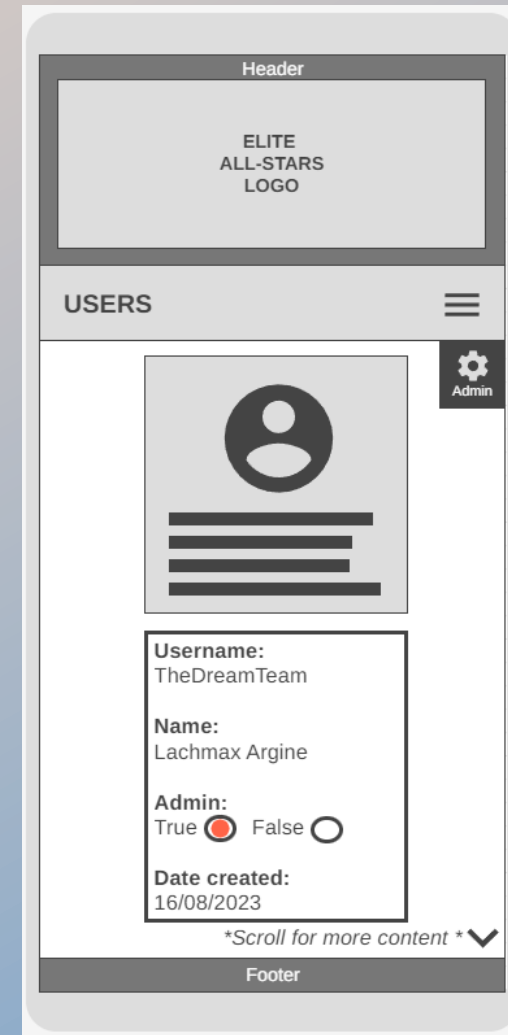 Header
ELITE
ALL-STARS
LOGO
USERS
Admin
Username:
TheDreamTeam
Name:
Lachmax Argine
Admin:
True False
Date created:
16/08/2023
*Scroll for more content *
Footer